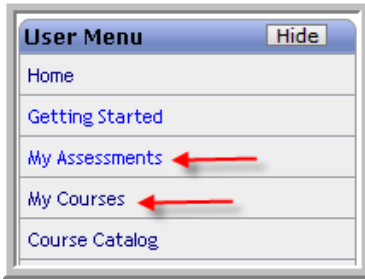 User Menu Hide
Home
Getting Started
My Assessments
My Courses
Course Catalog